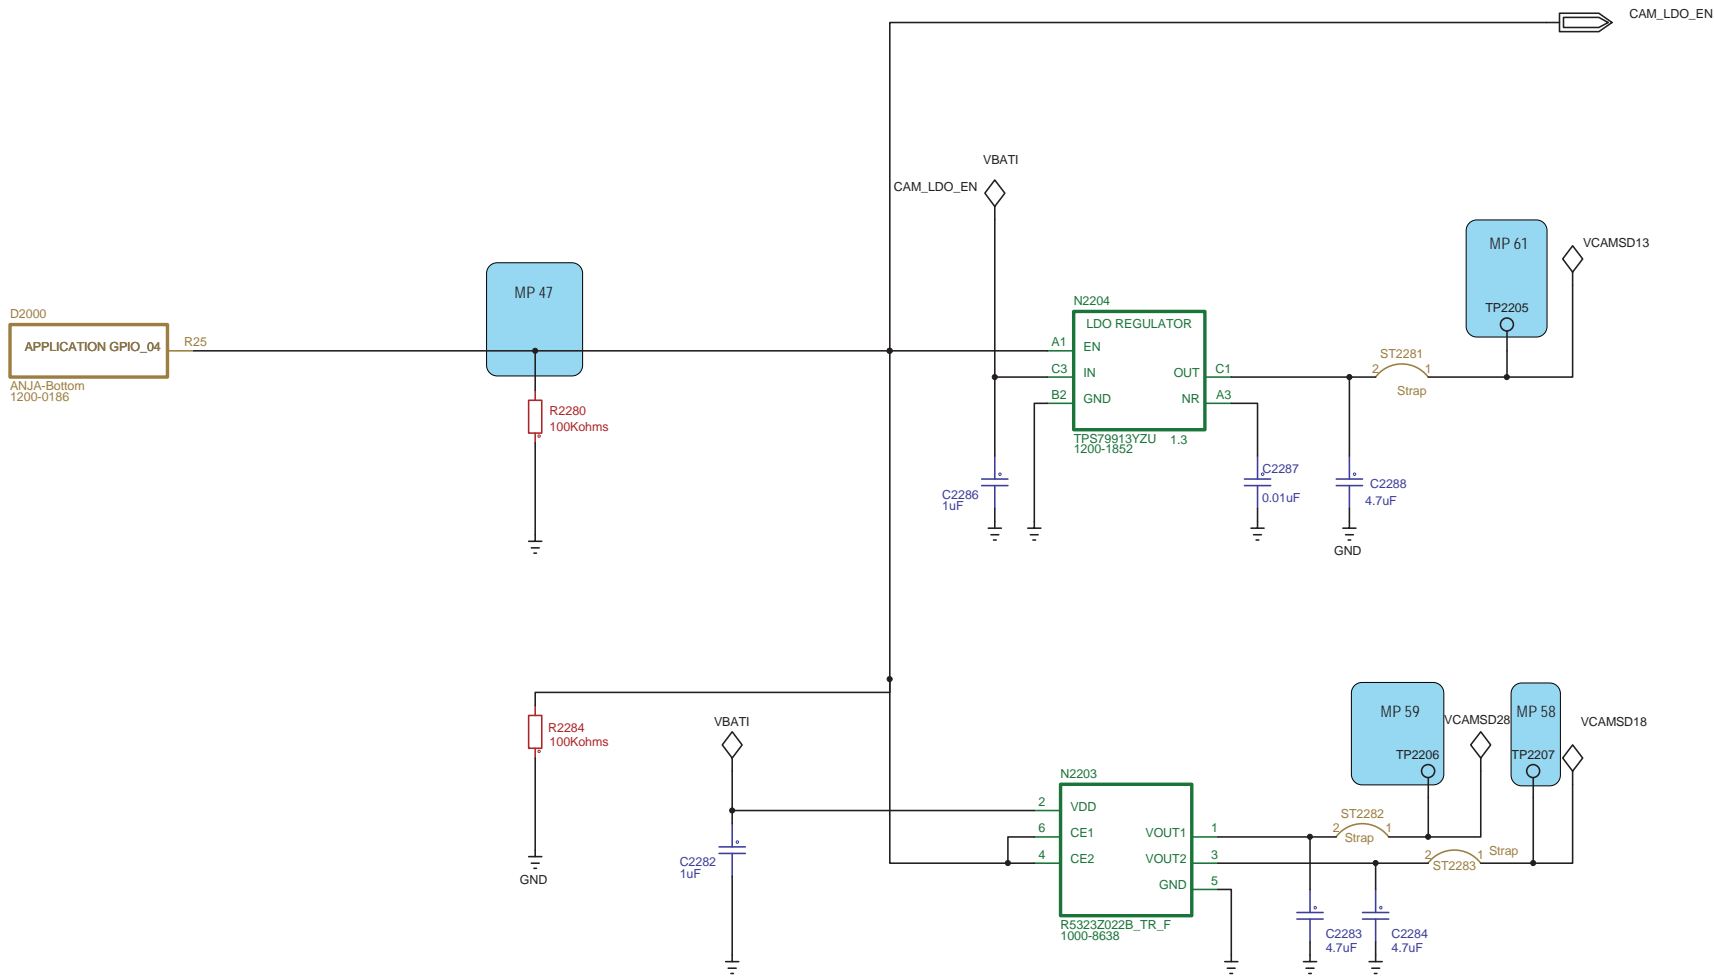 CAM_LDO_EN
VBATI
CAM_LDO_EN
MP 61
VCAMSD13
MP 47
TP2205
D2000
APPLICATION GPIO_04
R25
ANJA-Bottom
1200-0186
N2204
LDO REGULATOR
A1 EN
C3 IN
OUT C1
B2 GND
NR A3
TPS79913YZU 1.3
1200-1852
ST2281
2 1
Strap
R2280
100Kohms
C2286
1uF
C2287
0.01uF
C2288
4.7uF
GND
R2284
100Kohms
GND
VBATI
MP 59
VCAMSD28
MP 58
VCAMSD18
TP2206
TP2207
N2203
2 VDD
6 CE1
VOUT1 1
4 CE2
VOUT2 3
GND 5
R5323Z022B_TR_F
1000-8638
ST2282
2 1
Strap
2 1 Strap
ST2283
C2282
1uF
C2283
4.7uF
C2284
4.7uF